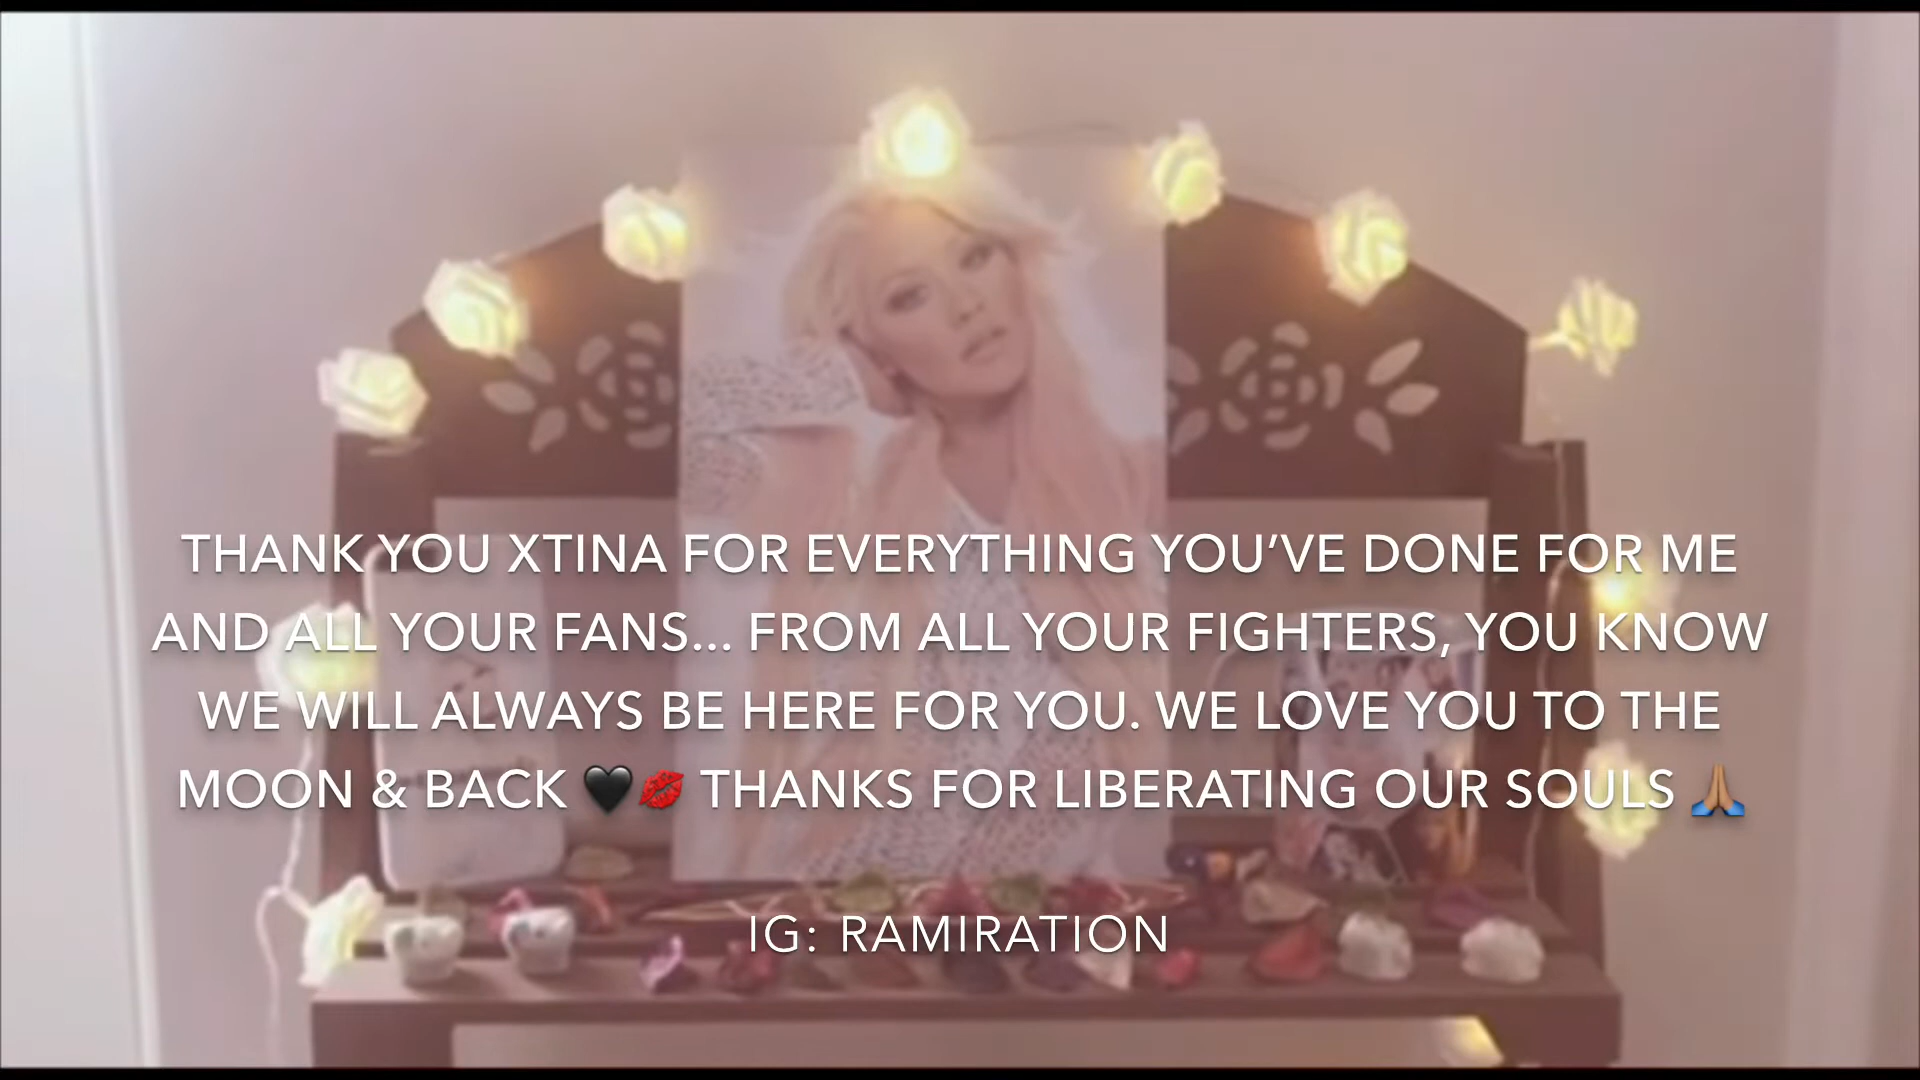 THANK YOU XTINA FOR EVERYTHING YOU’VE DONE FOR ME
AND ALL YOUR FANS... FROM ALL YOUR FIGHTERS, YOU KNOW
WE WILL ALWAYS BE HERE FOR YOU. WE LOVE YOU TO THE
MOON & BACK 🖤💋 THANKS FOR LIBERATING OUR SOULS 🙏🏽
IG: RAMIRATION